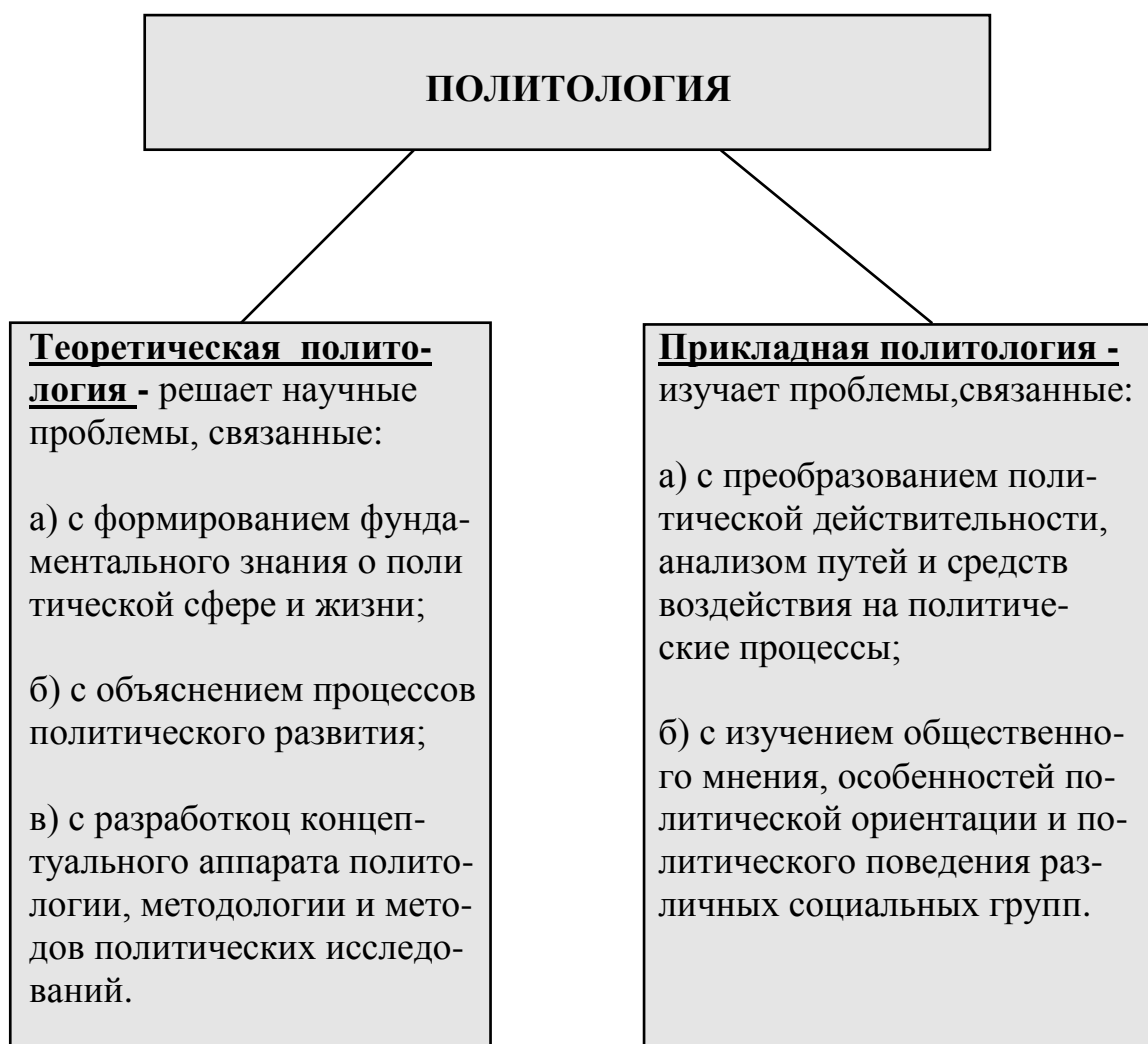 ПОЛИТОЛОГИЯ
Теоретическая полито-
логия - решает научные
проблемы, связанные:
а) с формированием фунда-
ментального знания о поли
тической сфере и жизни;
б) с объяснением процессов
политического развития;
в) с разработкоц концеп-
туального аппарата полито-
логии, методологии и мето-
дов политических исследо-
ваний.
Прикладная политология -
изучает проблемы,связанные:
а) с преобразованием поли-
тической действительности,
анализом путей и средств
воздействия на политиче-
ские процессы;
б) с изучением общественно-
го мнения, особенностей по-
литической ориентации и по-
литического поведения раз-
личных социальных групп.